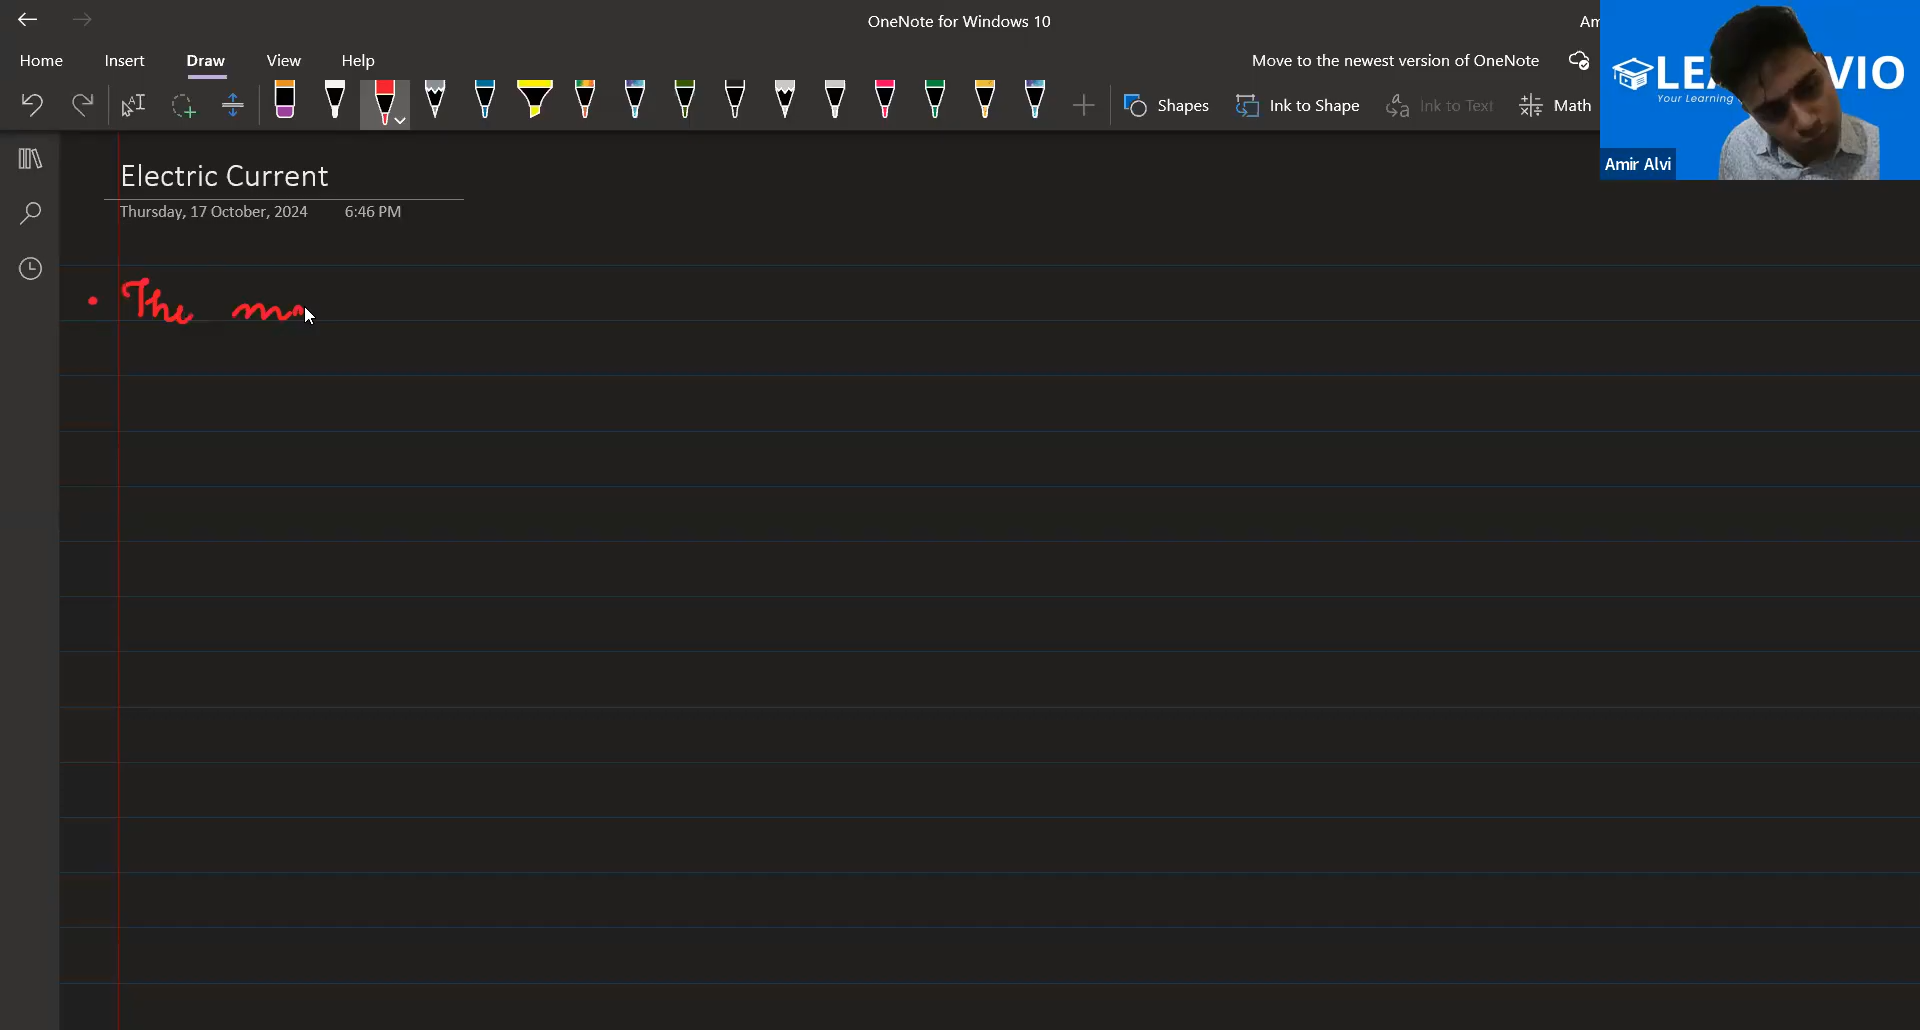 OneNote for Windows 10
Am
Home Insert Draw View Help
Move to the newest version of OneNote
Shapes Ink to Shape Ink to Text Math
LEA VIO
Your Learning
Amir Alvi
Electric Current
Thursday, 17 October, 2024 6:46 PM
• The